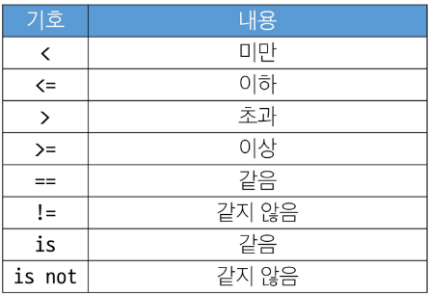 기호 내용
< 미만
<= 이하
> 초과
>= 이상
== 같음
!= 같지 않음
is 같음
is not 같지 않음